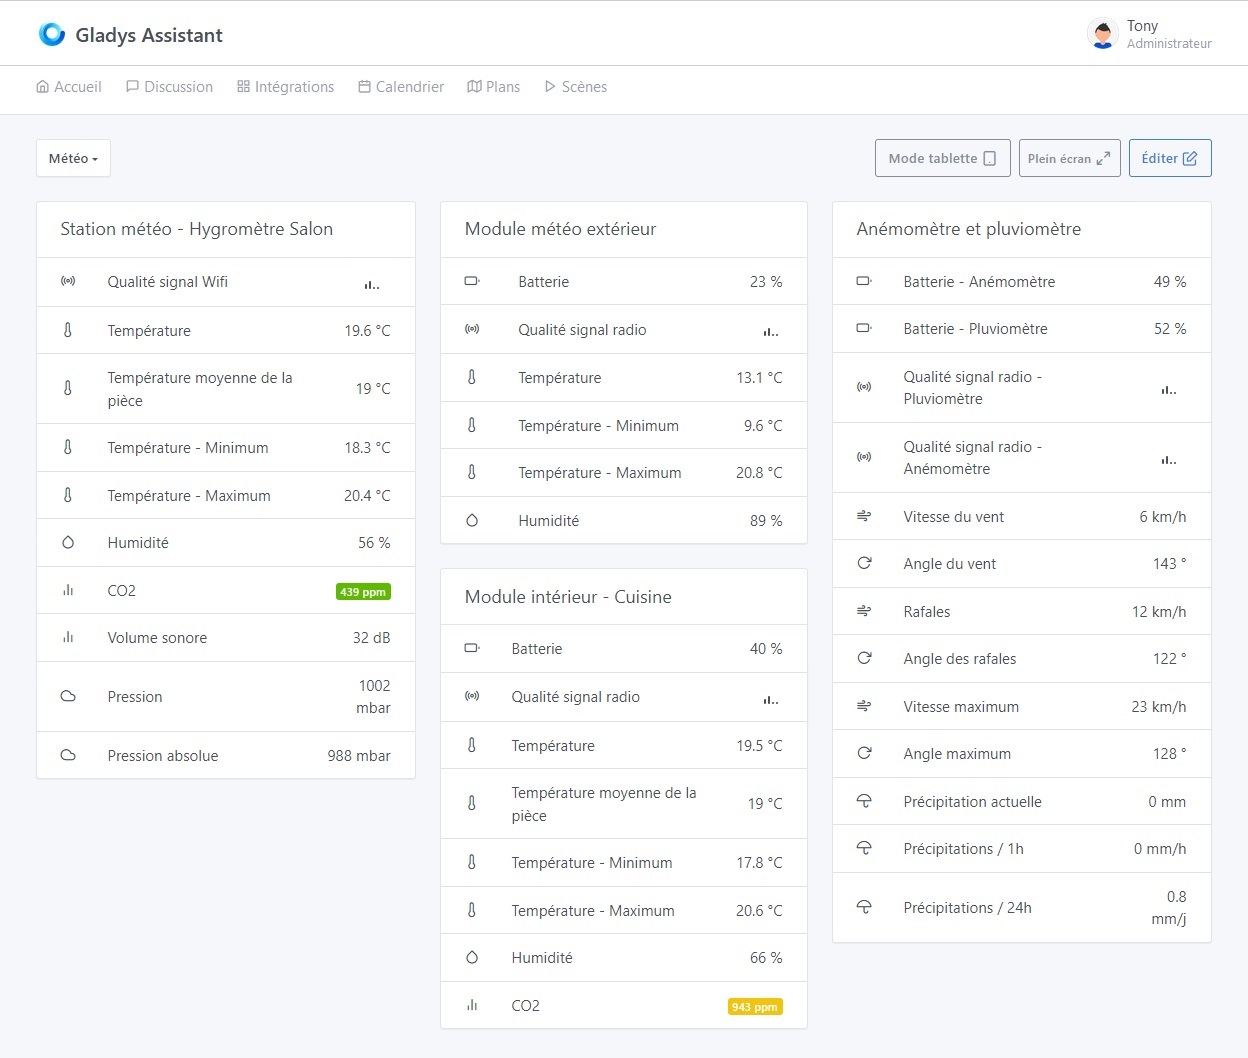 Gladys Assistant
Tony
Administrateur
Accueil
Discussion
Intégrations
Calendrier
Plans
Scènes
Météo
Mode tablette
Plein écran
Éditer
Station météo - Hygromètre Salon
Qualité signal Wifi
Température 19.6 °C
Température moyenne de la
pièce
19 °C
Température - Minimum 18.3 °C
Température - Maximum 20.4 °C
Humidité 56 %
CO2 439 ppm
Volume sonore 32 dB
Pression
1002
mbar
Pression absolue 988 mbar
Module météo extérieur
Batterie 23 %
Qualité signal radio
Température 13.1 °C
Température - Minimum 9.6 °C
Température - Maximum 20.8 °C
Humidité 89 %
Module intérieur - Cuisine
Batterie 40 %
Qualité signal radio
Température 19.5 °C
Température moyenne de la
pièce
19 °C
Température - Minimum 17.8 °C
Température - Maximum 20.6 °C
Humidité 66 %
CO2 943 ppm
Anémomètre et pluviomètre
Batterie - Anémomètre 49 %
Batterie - Pluviomètre 52 %
Qualité signal radio -
Pluviomètre
Qualité signal radio -
Anémomètre
Vitesse du vent 6 km/h
Angle du vent 143 °
Rafales 12 km/h
Angle des rafales 122 °
Vitesse maximum 23 km/h
Angle maximum 128 °
Précipitation actuelle 0 mm
Précipitations / 1h 0 mm/h
Précipitations / 24h
0.8
mm/j